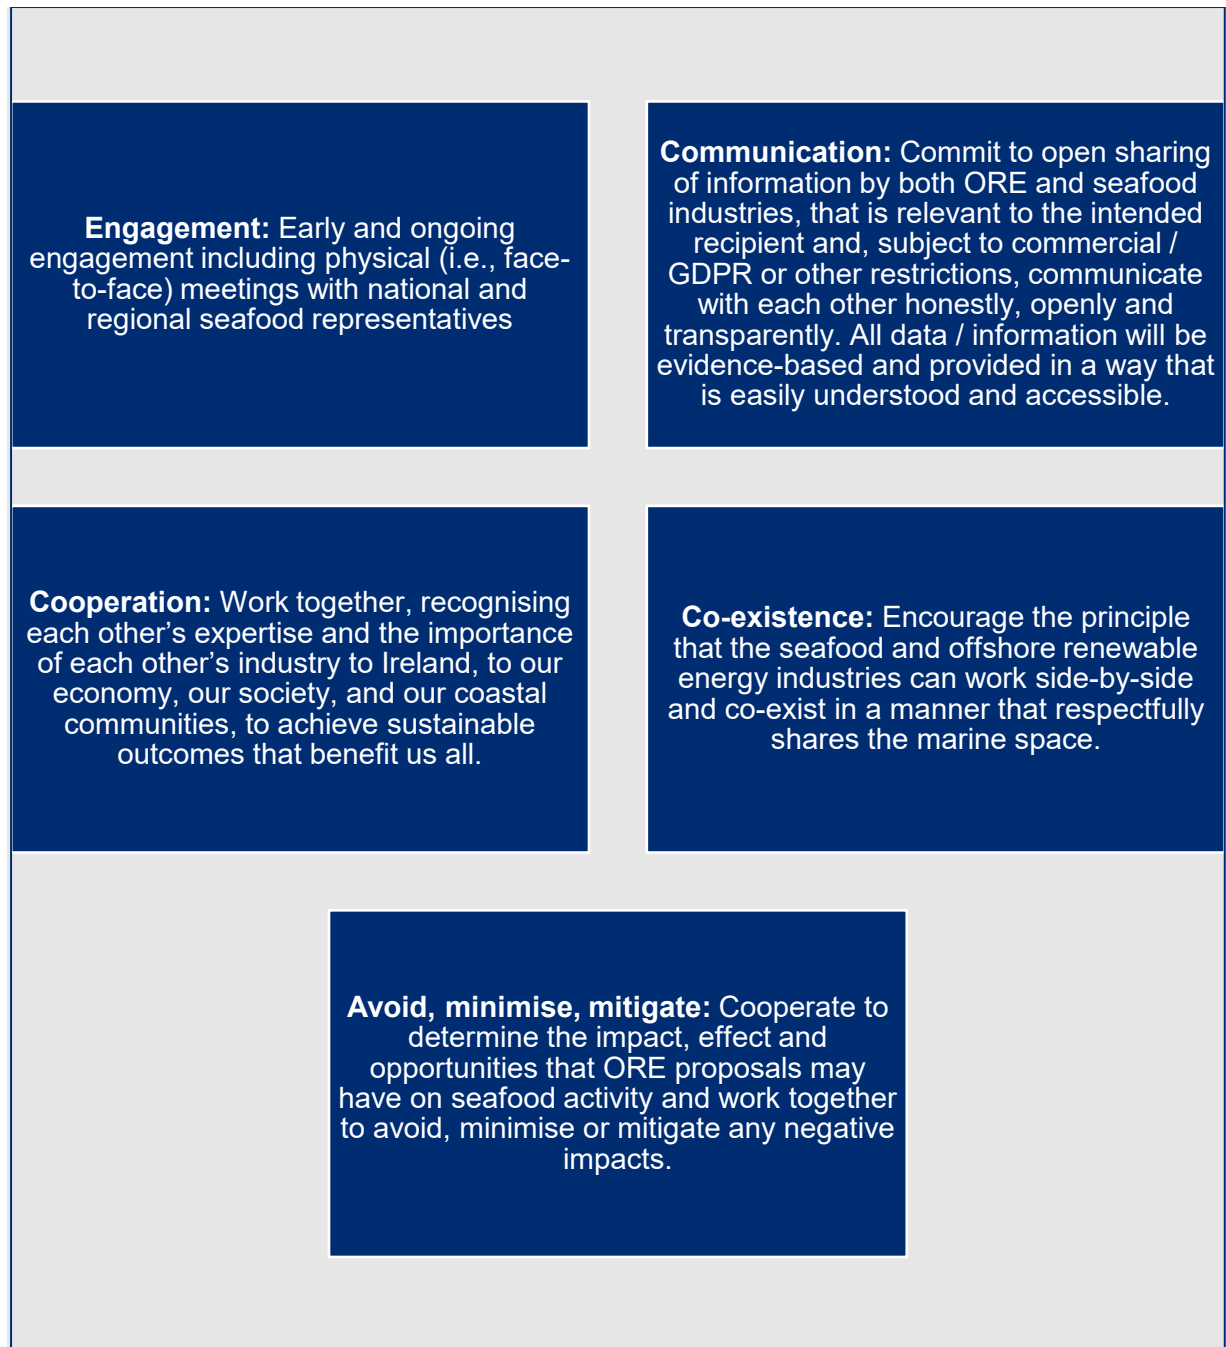 Engagement: Early and ongoing
engagement including physical (i.e., face-
to-face) meetings with national and
regional seafood representatives
Communication: Commit to open sharing
of information by both ORE and seafood
industries, that is relevant to the intended
recipient and, subject to commercial /
GDPR or other restrictions, communicate
with each other honestly, openly and
transparently. All data / information will be
evidence-based and provided in a way that
is easily understood and accessible.
Cooperation: Work together, recognising
each other’s expertise and the importance
of each other’s industry to Ireland, to our
economy, our society, and our coastal
communities, to achieve sustainable
outcomes that benefit us all.
Co-existence: Encourage the principle
that the seafood and offshore renewable
energy industries can work side-by-side
and co-exist in a manner that respectfully
shares the marine space.
Avoid, minimise, mitigate: Cooperate to
determine the impact, effect and
opportunities that ORE proposals may
have on seafood activity and work together
to avoid, minimise or mitigate any negative
impacts.